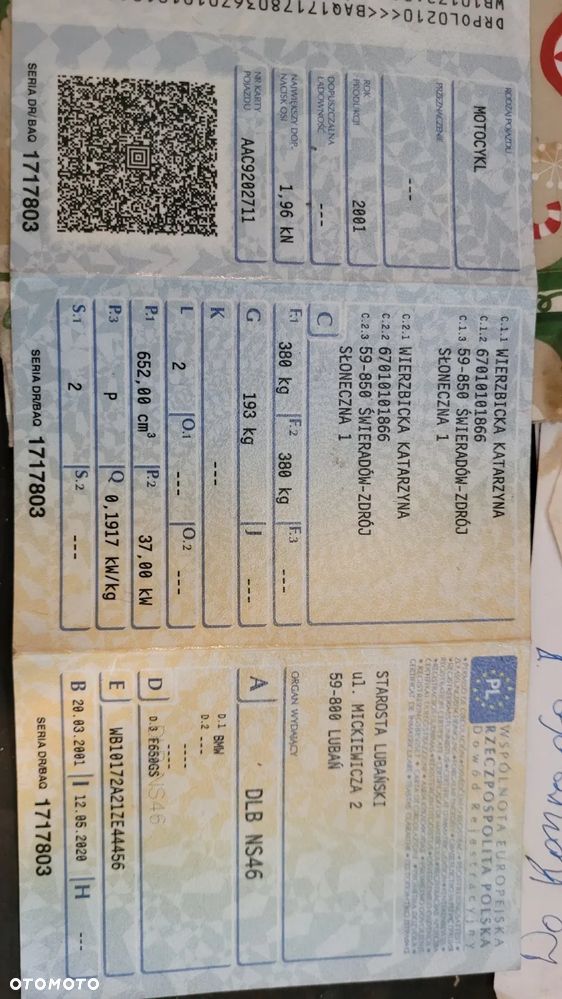 DRPOL0210<<<BAQ1717803670101
RODZAJ POJAZDU
MOTOCYKL
PRZEZNACZENIE
---
ROK PRODUKCJI
2001
DOPUSZCZALNA ŁADOWNOŚĆ
---
NAJWIĘKSZY DOP. NACISK OSI
1,96 kN
NR KARTY POJAZDU
AAC9202711
SERIA DR/BAQ 1717803
C.1.1 WIERZBICKA KATARZYNA
C.1.2 67010101866
C.1.3 59-850 ŚWIERADÓW-ZDRÓJ
SŁONECZNA 1
C.2.1 WIERZBICKA KATARZYNA
C.2.2 67010101866
C.2.3 59-850 ŚWIERADÓW-ZDRÓJ
SŁONECZNA 1
C
F.1 380 kg F.2 380 kg F.3 ---
G 193 kg J ---
K ---
L 2 O.1 --- O.2 ---
P.1 652,00 cm³ P.2 37,00 kW
P.3 P Q 0,1917 kW/kg
S.1 2 S.2 ---
SERIA DR/BAQ 1717803
PL
WSPÓLNOTA EUROPEJSKA
RZECZPOSPOLITA POLSKA
Dowód Rejestracyjny
STAROSTA LUBAŃSKI
ul. MICKIEWICZA 2
59-800 LUBAŃ
ORGAN WYDAJĄCY
A DLB NS46
D.1 BMW
D.2 ---
----
----
D D.3 F650GS
E WB10172A21ZE44456
B 20.03.2001 I 12.05.2020 H ---
SERIA DR/BAQ 1717803
OTOMOTO